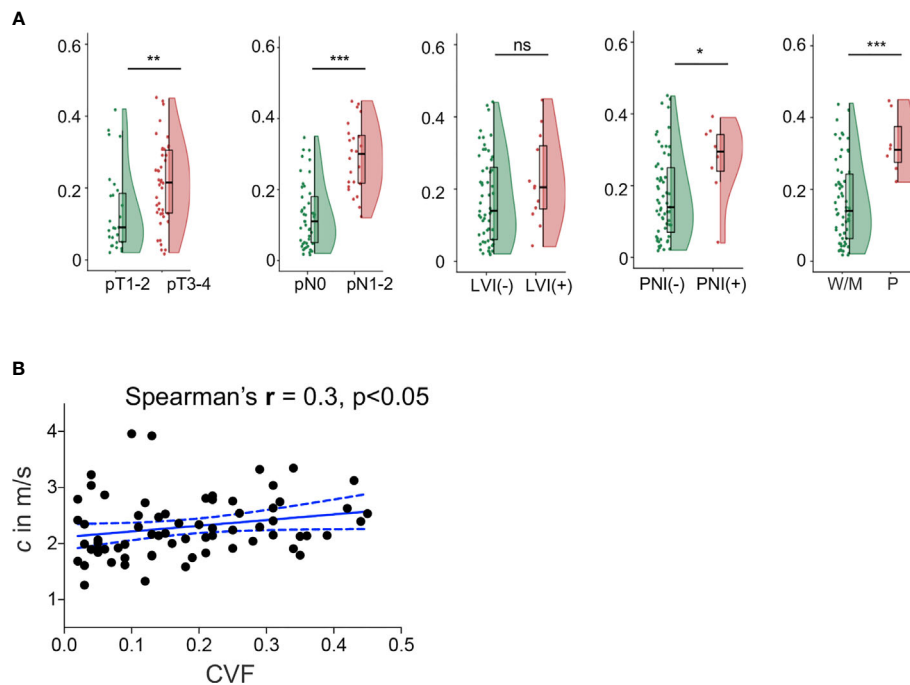 A
0.6 0.6 0.6 0.6 0.6
** *** ns * ***
0.4 0.4 0.4 0.4 0.4
0.2 0.2 0.2 0.2 0.2
0 0 0 0 0
pT1-2 pT3-4 pN0 pN1-2 LVI(-) LVI(+) PNI(-) PNI(+) W/M P
B
Spearman's r = 0.3, p<0.05
4
3
2
1
c in m/s
0.0 0.1 0.2 0.3 0.4 0.5
CVF